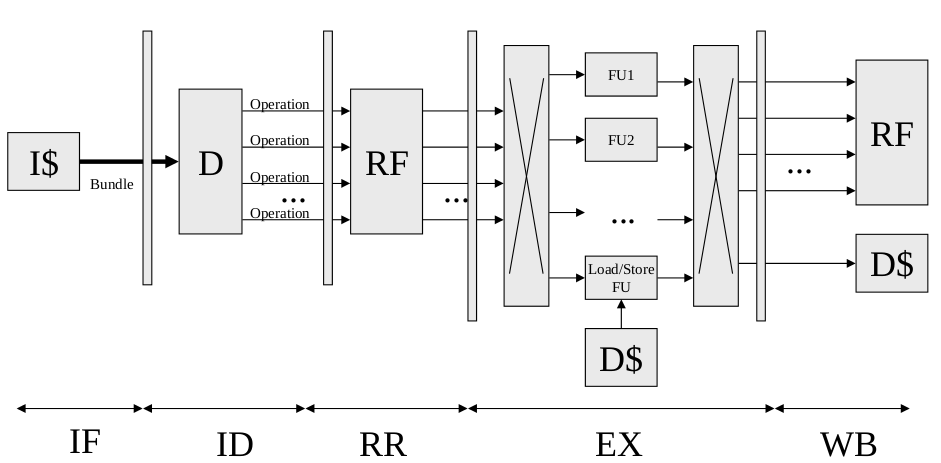 I$
Bundle
D
Operation
Operation
Operation
...
Operation
RF
...
FU1
FU2
...
Load/Store
FU
D$
...
RF
D$
IF
ID
RR
EX
WB